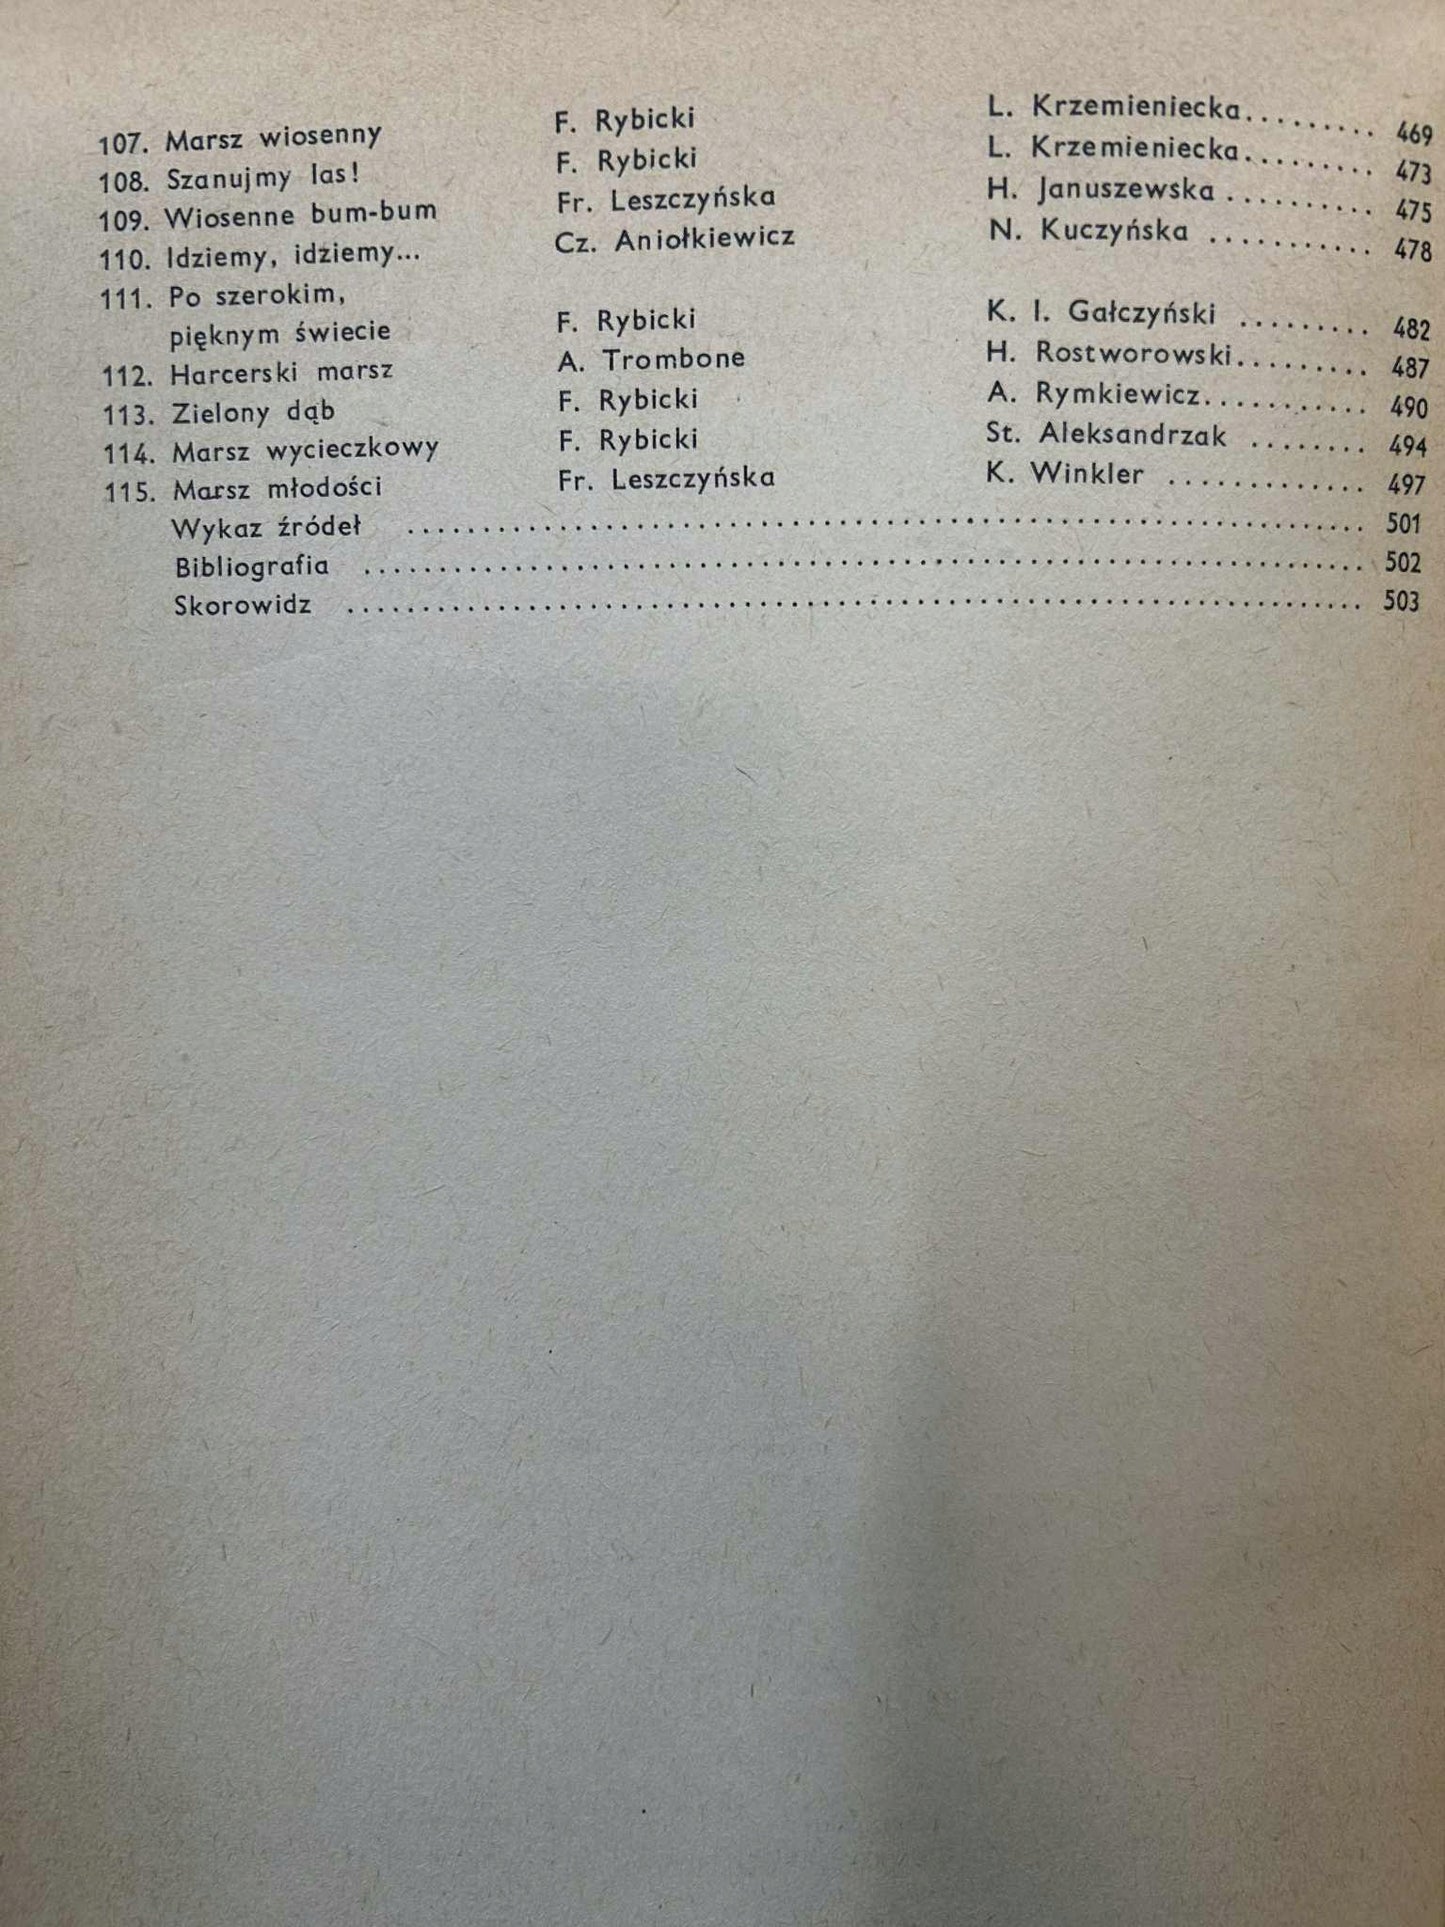 107. Marsz wiosenny F. Rybicki L. Krzemieniecka......... 469
108. Szanujmy las! F. Rybicki L. Krzemieniecka......... 473
109. Wiosenne bum-bum Fr. Leszczyńska H. Januszewska .......... 475
110. Idziemy, idziemy... Cz. Aniołkiewicz N. Kuczyńska ........... 478
111. Po szerokim,
pięknym świecie F. Rybicki K. I. Gałczyński ......... 482
112. Harcerski marsz A. Trombone H. Rostworowski......... 487
113. Zielony dąb F. Rybicki A. Rymkiewicz........... 490
114. Marsz wycieczkowy F. Rybicki St. Aleksandrzak ........ 494
115. Marsz młodości Fr. Leszczyńska K. Winkler ............. 497
Wykaz źródeł ........................................ 501
Bibliografia ........................................ 502
Skorowidz ........................................ 503